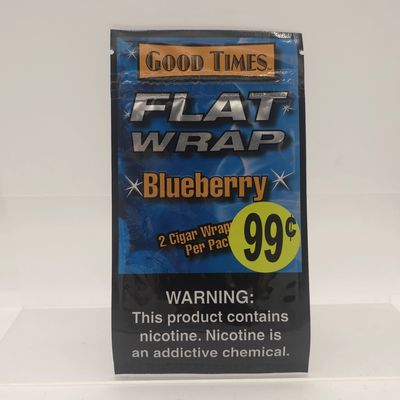 GOOD TIMES
FLAT
WRAP
Blueberry
2 Cigar Wrap
Per Pac
99¢
WARNING:
This product contains
nicotine. Nicotine is
an addictive chemical.